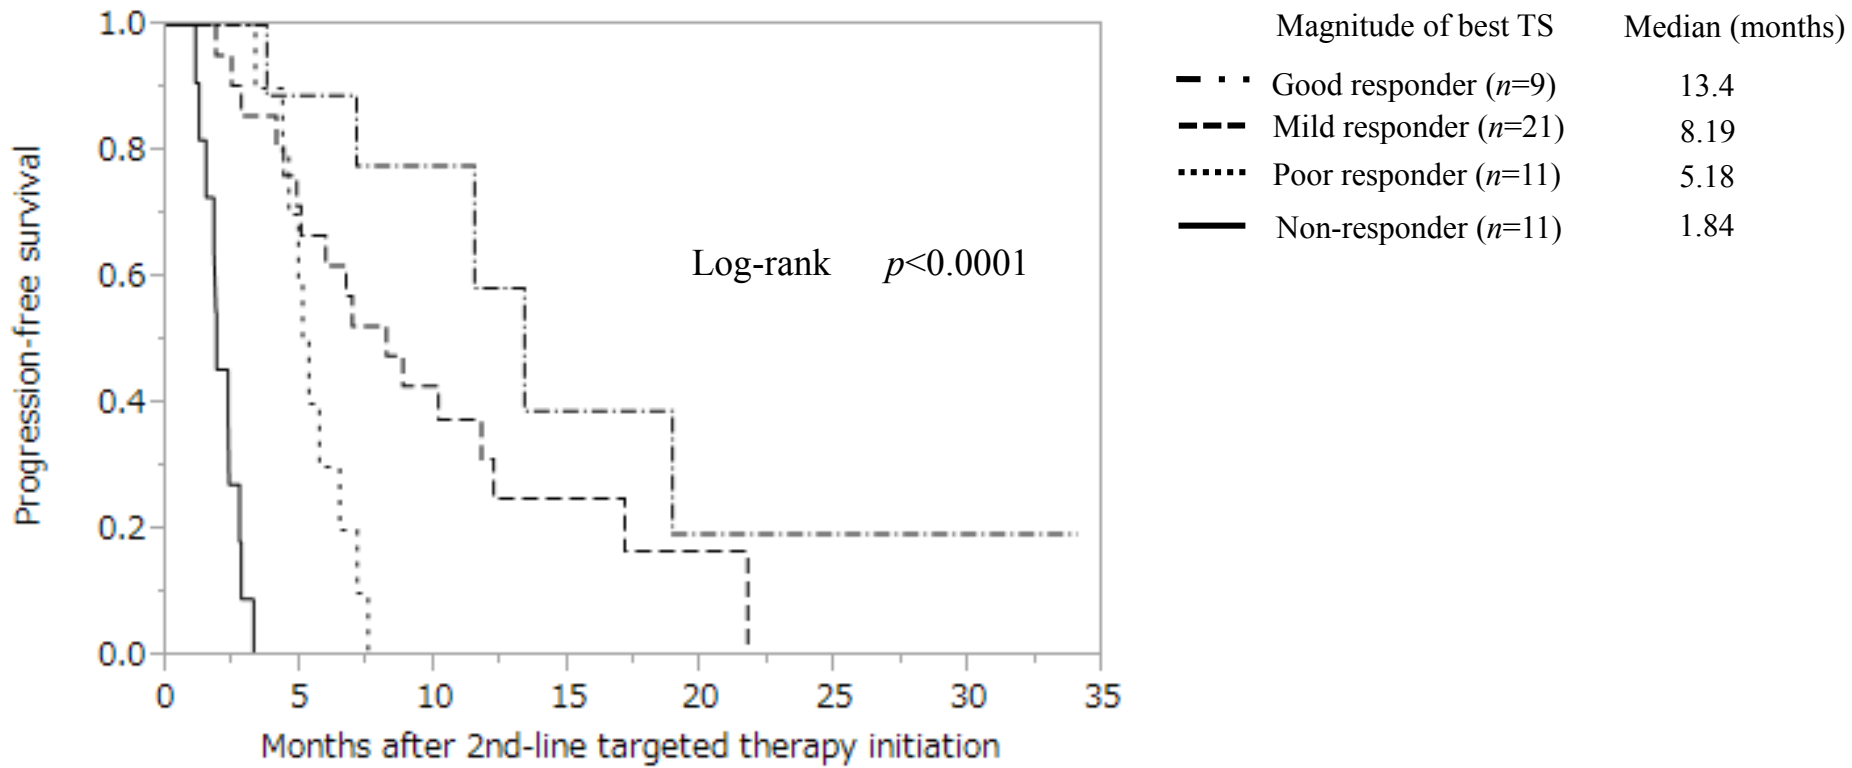 Magnitude of best TS Median (months)
Good responder (n=9) 13.4
Mild responder (n=21) 8.19
Poor responder (n=11) 5.18
Non-responder (n=11) 1.84
Log-rank p<0.0001
Progression-free survival
1.0
0.8
0.6
0.4
0.2
0.0
0 5 10 15 20 25 30 35
Months after 2nd-line targeted therapy initiation